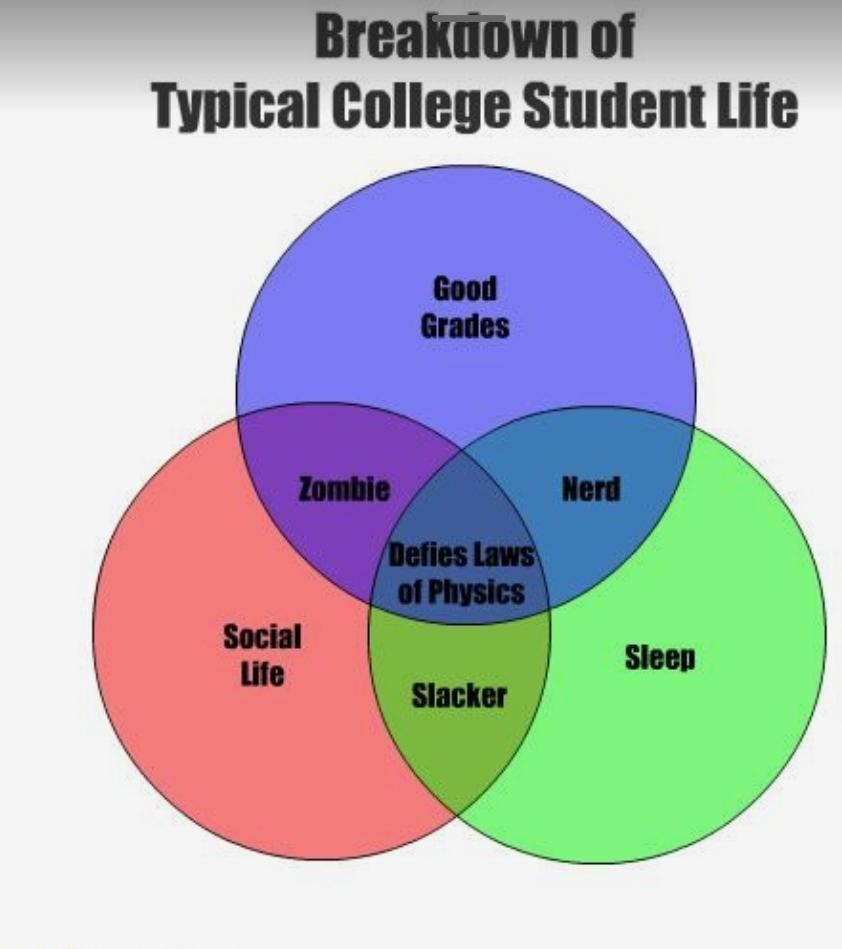 Breakdown of
Typical College Student Life
Good
Grades
Zombie
Nerd
Defies Laws
of Physics
Social
Life
Sleep
Slacker